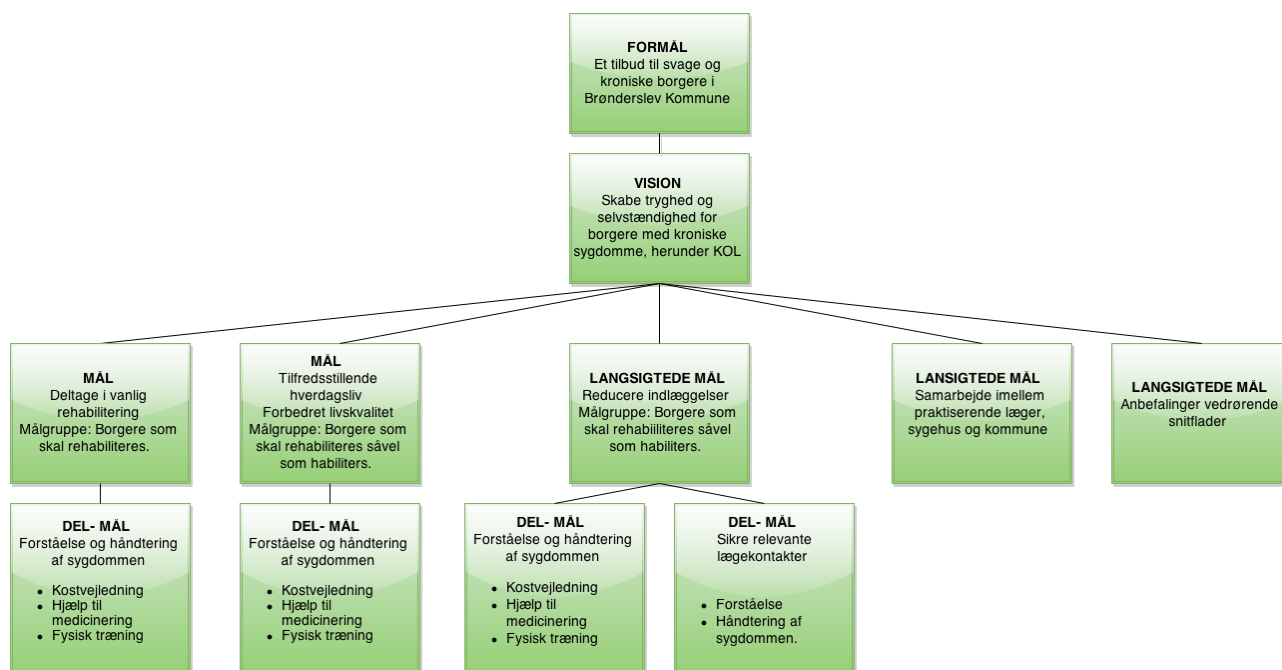 FORMÅL
Et tilbud til svage og
kroniske borgere i
Brønderslev Kommune
VISION
Skabe tryghed og
selvstændighed for
borgere med kroniske
sygdomme, herunder KOL
MÅL
Deltage i vanlig
rehabilitering
Målgruppe: Borgere som
skal rehabiliteres.
MÅL
Tilfredsstillende
hverdagsliv
Forbedret livskvalitet
Målgruppe: Borgere som
skal rehabiliteres såvel
som habiliters.
LANGSIGTEDE MÅL
Reducere indlæggelser
Målgruppe: Borgere som
skal rehabiiliteres såvel
som habiliters.
LANSIGTEDE MÅL
Samarbejde imellem
praktiserende læger,
sygehus og kommune
LANGSIGTEDE MÅL
Anbefalinger vedrørende
snitflader
DEL- MÅL
Forståelse og håndtering
af sygdommen
• Kostvejledning
• Hjælp til
medicinering
• Fysisk træning
DEL- MÅL
Forståelse og håndtering
af sygdommen
• Kostvejledning
• Hjælp til
medicinering
• Fysisk træning
DEL- MÅL
Forståelse og håndtering
af sygdommen
• Kostvejledning
• Hjælp til
medicinering
• Fysisk træning
DEL- MÅL
Sikre relevante
lægekontakter
• Forståelse
• Håndtering af
sygdommen.